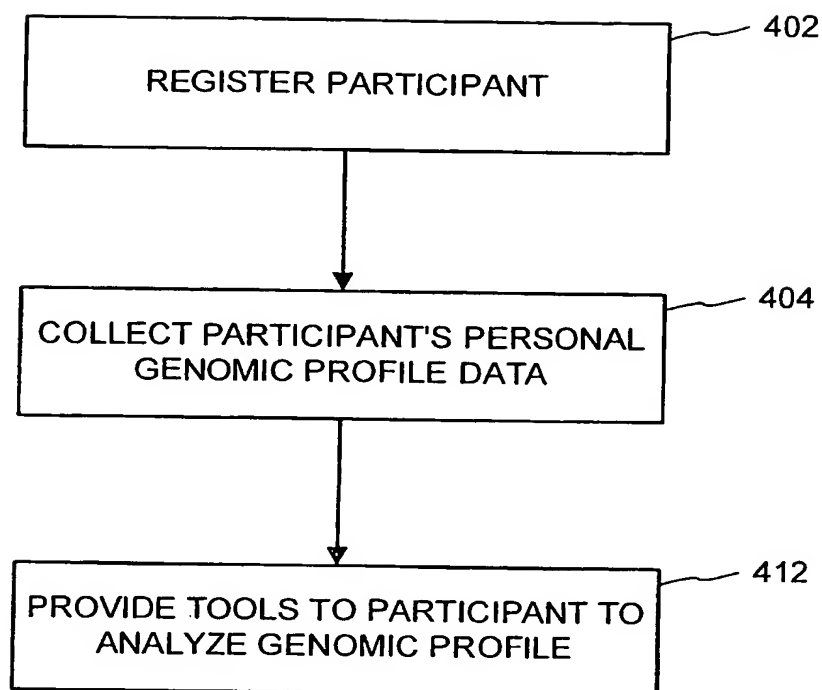 402
REGISTER PARTICIPANT
404
COLLECT PARTICIPANT'S PERSONAL
GENOMIC PROFILE DATA
412
PROVIDE TOOLS TO PARTICIPANT TO
ANALYZE GENOMIC PROFILE